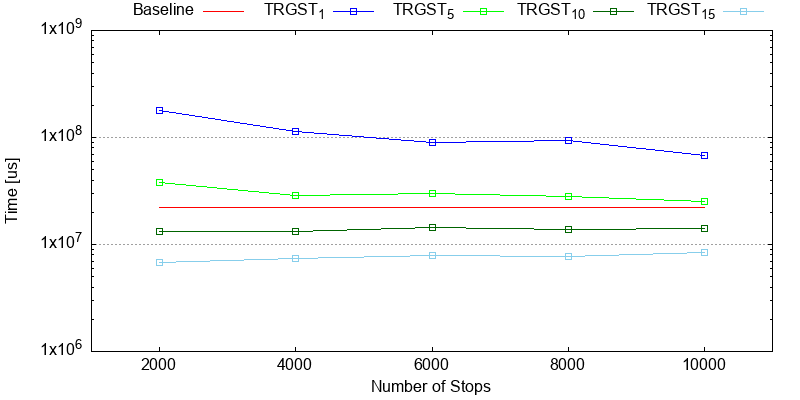 Baseline TRGST1 TRGST5 TRGST10 TRGST15
1x10^9
1x10^8
1x10^7
1x10^6
Time [us]
2000 4000 6000 8000 10000
Number of Stops